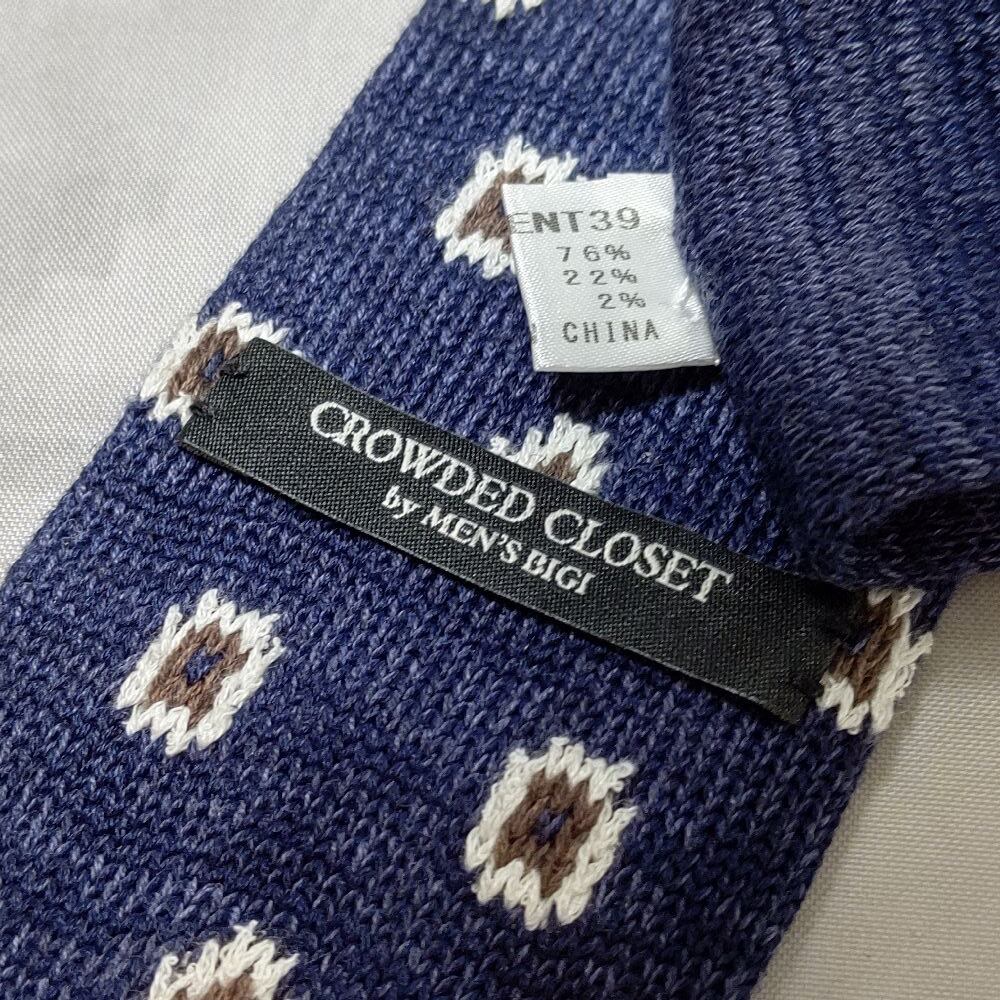 ENT39
76%
22%
2%
CHINA
CROWDED CLOSET
by MEN'S BIGI